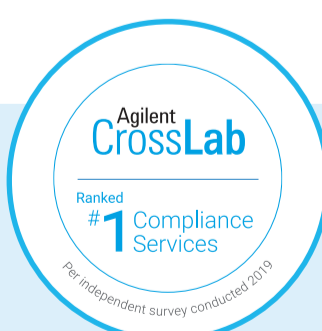 Agilent
CrossLab
Ranked
#1 Compliance
Services
Per independent survey conducted 2019